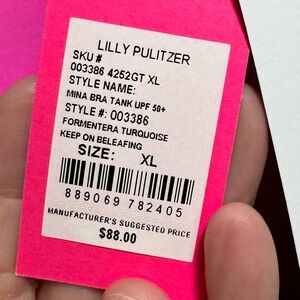 LILLY PULITZER
SKU #
003386 4252GT XL
STYLE NAME:
MINA BRA TANK UPF 50+
STYLE #: 003386
FORMENTERA TURQUOISE
KEEP ON BELEAFING
SIZE: XL
889069 782405
MANUFACTURER'S SUGGESTED PRICE
$88.00